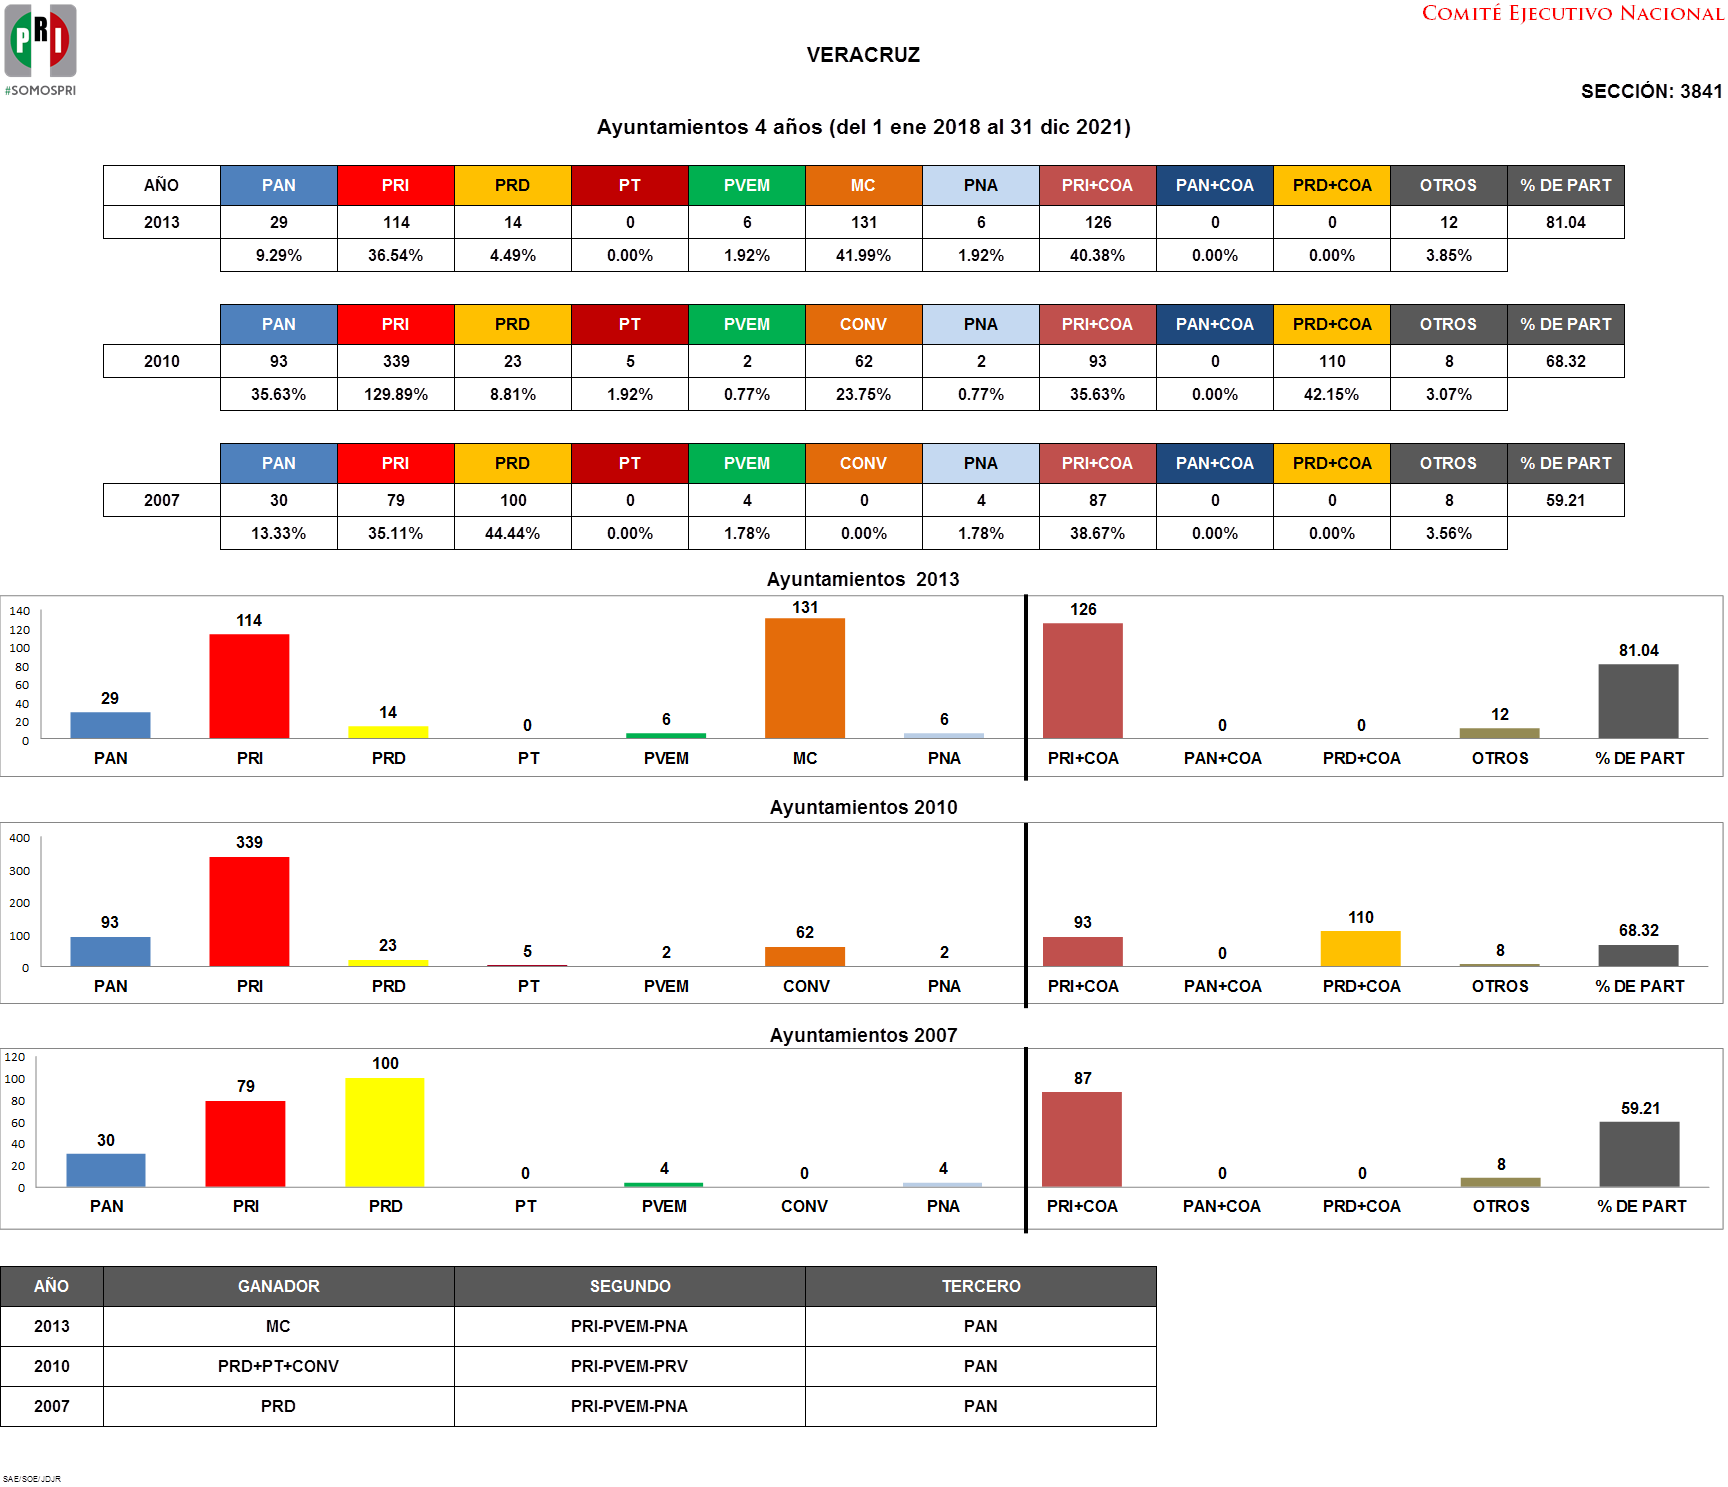 PRI
#SOMOSPRI
COMITÉ EJECUTIVO NACIONAL
VERACRUZ
SECCIÓN: 3841
Ayuntamientos 4 años (del 1 ene 2018 al 31 dic 2021)
AÑO PAN PRI PRD PT PVEM MC PNA PRI+COA PAN+COA PRD+COA OTROS % DE PART
2013 29 114 14 0 6 131 6 126 0 0 12 81.04
9.29% 36.54% 4.49% 0.00% 1.92% 41.99% 1.92% 40.38% 0.00% 0.00% 3.85%
PAN PRI PRD PT PVEM CONV PNA PRI+COA PAN+COA PRD+COA OTROS % DE PART
2010 93 339 23 5 2 62 2 93 0 110 8 68.32
35.63% 129.89% 8.81% 1.92% 0.77% 23.75% 0.77% 35.63% 0.00% 42.15% 3.07%
PAN PRI PRD PT PVEM CONV PNA PRI+COA PAN+COA PRD+COA OTROS % DE PART
2007 30 79 100 0 4 0 4 87 0 0 8 59.21
13.33% 35.11% 44.44% 0.00% 1.78% 0.00% 1.78% 38.67% 0.00% 0.00% 3.56%
Ayuntamientos 2013
140
120
100
80
60
40
20
0
29 114 14 0 6 131 6 126 0 0 12 81.04
PAN PRI PRD PT PVEM MC PNA PRI+COA PAN+COA PRD+COA OTROS % DE PART
Ayuntamientos 2010
400
300
200
100
0
93 339 23 5 2 62 2 93 0 110 8 68.32
PAN PRI PRD PT PVEM CONV PNA PRI+COA PAN+COA PRD+COA OTROS % DE PART
Ayuntamientos 2007
120
100
80
60
40
20
0
30 79 100 0 4 0 4 87 0 0 8 59.21
PAN PRI PRD PT PVEM CONV PNA PRI+COA PAN+COA PRD+COA OTROS % DE PART
AÑO GANADOR SEGUNDO TERCERO
2013 MC PRI-PVEM-PNA PAN
2010 PRD+PT+CONV PRI-PVEM-PRV PAN
2007 PRD PRI-PVEM-PNA PAN
SAE/SOE/JDJR